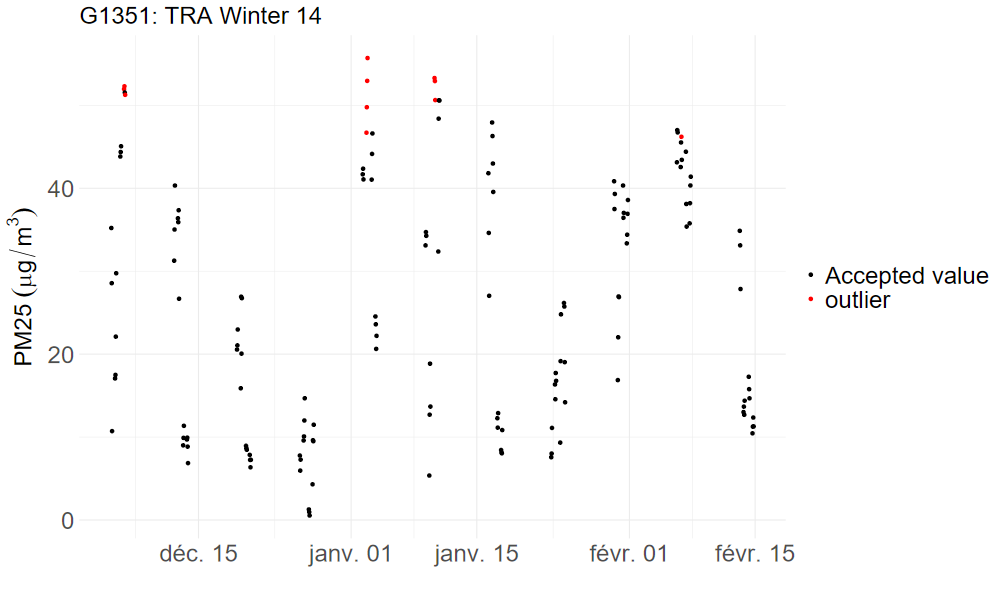 G1351: TRA Winter 14
PM25 (μg/m³)
40
20
0
déc. 15
janv. 01
janv. 15
févr. 01
févr. 15
Accepted value
outlier